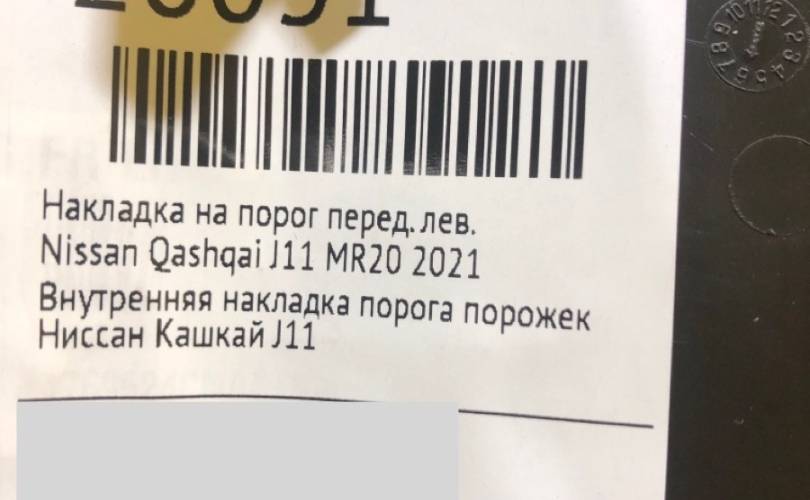 Накладка на порог перед. лев.
Nissan Qashqai J11 MR20 2021
Внутренняя накладка порога порожек
Ниссан Кашкай J11